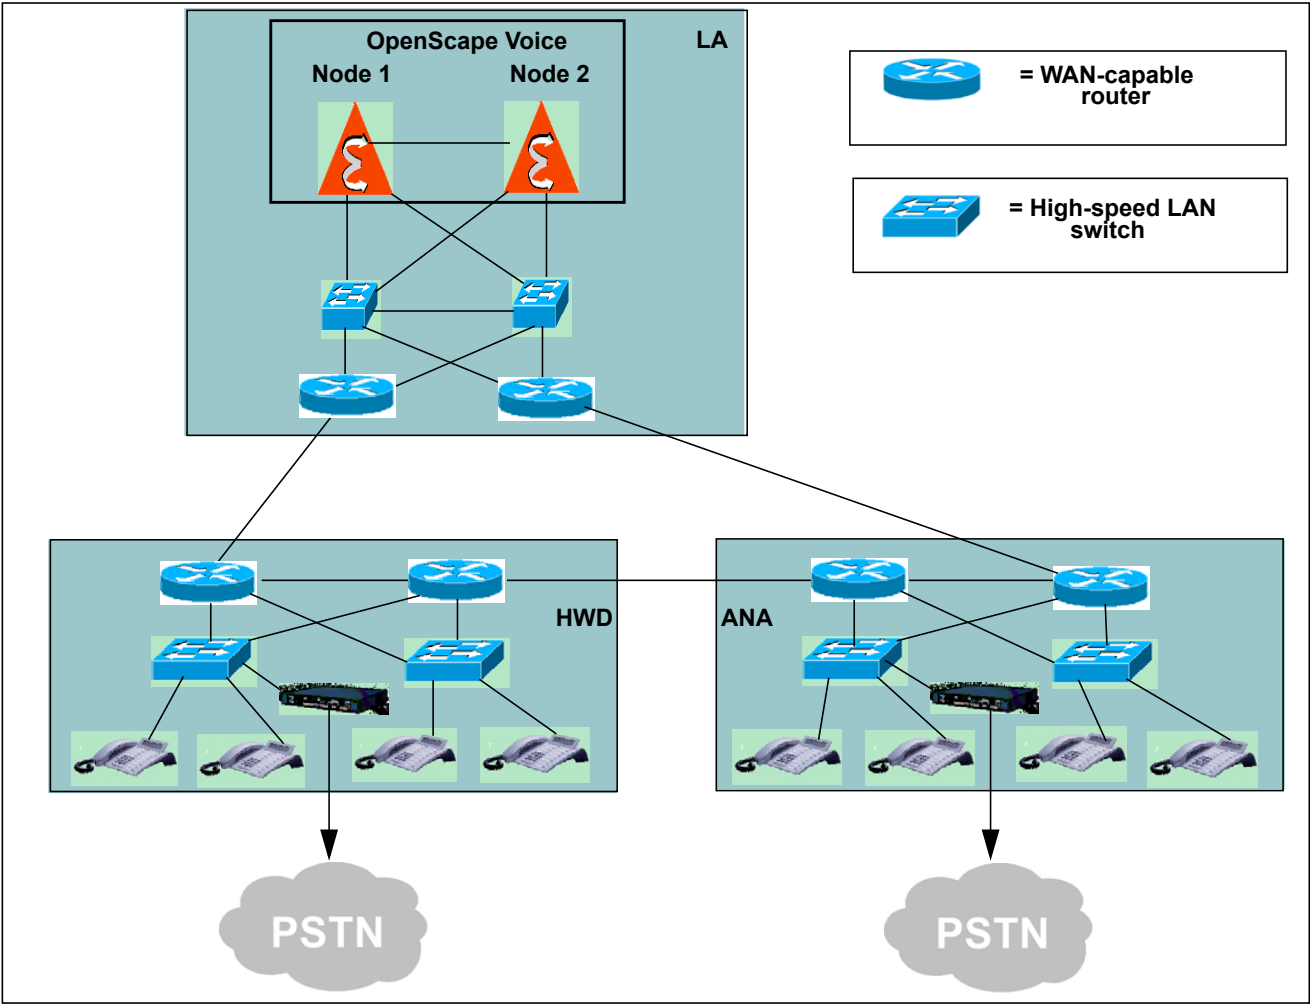 OpenScape Voice
LA
Node 1
Node 2
= WAN-capable
router
= High-speed LAN
switch
HWD
ANA
PSTN
PSTN